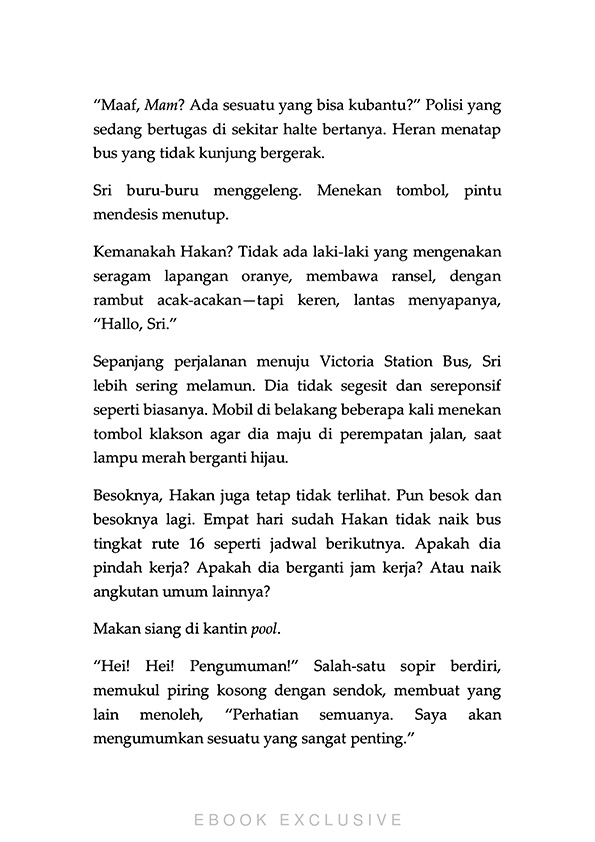 “Maaf, Mam? Ada sesuatu yang bisa kubantu?” Polisi yang
sedang bertugas di sekitar halte bertanya. Heran menatap
bus yang tidak kunjung bergerak.
Sri buru-buru menggeleng. Menekan tombol, pintu
mendesis menutup.
Kemanakah Hakan? Tidak ada laki-laki yang mengenakan
seragam lapangan oranye, membawa ransel, dengan
rambut acak-acakan—tapi keren, lantas menyapanya,
“Hallo, Sri.”
Sepanjang perjalanan menuju Victoria Station Bus, Sri
lebih sering melamun. Dia tidak segesit dan sereponsif
seperti biasanya. Mobil di belakang beberapa kali menekan
tombol klakson agar dia maju di perempatan jalan, saat
lampu merah berganti hijau.
Besoknya, Hakan juga tetap tidak terlihat. Pun besok dan
besoknya lagi. Empat hari sudah Hakan tidak naik bus
tingkat rute 16 seperti jadwal berikutnya. Apakah dia
pindah kerja? Apakah dia berganti jam kerja? Atau naik
angkutan umum lainnya?
Makan siang di kantin pool.
“Hei! Hei! Pengumuman!” Salah-satu sopir berdiri,
memukul piring kosong dengan sendok, membuat yang
lain menoleh, “Perhatian semuanya. Saya akan
mengumumkan sesuatu yang sangat penting.”
EBOOK EXCLUSIVE